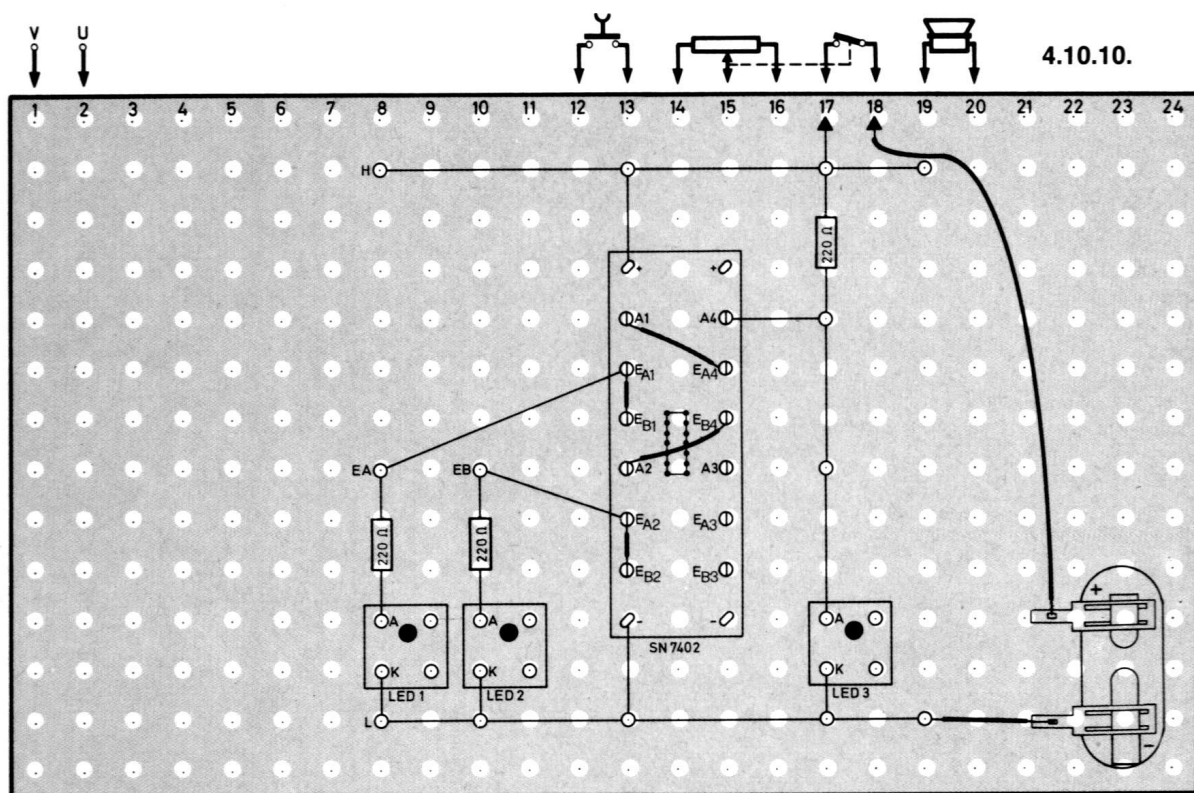 V U
4.10.10.
1 2 3 4 5 6 7 8 9 10 11 12 13 14 15 16 17 18 19 20 21 22 23 24
H
220 Ω
+ +
A1 A4
EA1 EA4
EB1 EB4
EA EB A2 A3
220 Ω 220 Ω EA2 EA3
EB2 EB3
+
A A - - A
SN 7402
K K K
LED 1 LED 2 LED 3
L
-